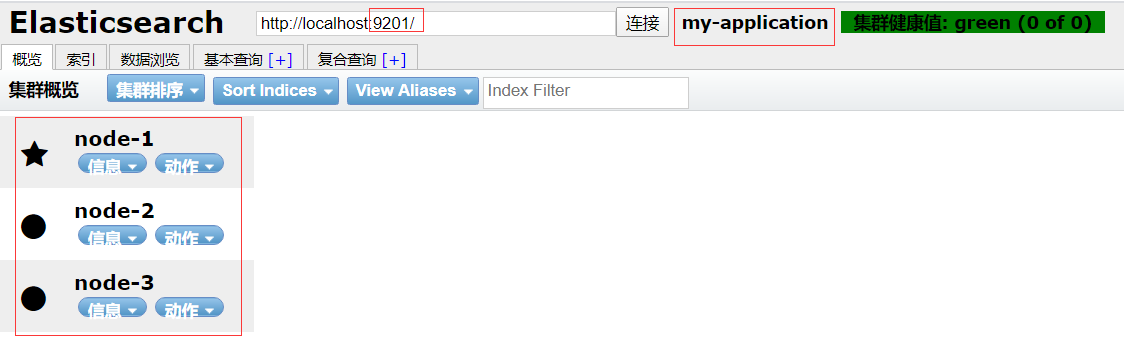 Elasticsearch http://localhost:9201/ 连接 my-application 集群健康值: green (0 of 0)
概览 索引 数据浏览 基本查询 [+] 复合查询 [+]
集群概览 集群排序 Sort Indices View Aliases Index Filter
node-1
信息 动作
node-2
信息 动作
node-3
信息 动作